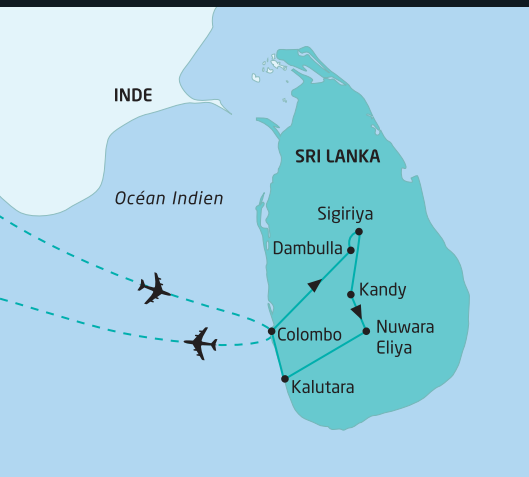 INDE
SRI LANKA
Océan Indien
Sigiriya
Dambulla
Kandy
Colombo
Nuwara
Eliya
Kalutara